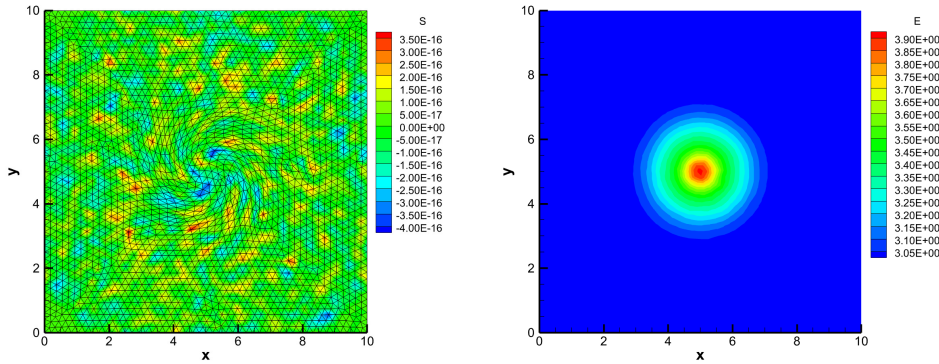 S
3.50E-16
3.00E-16
2.50E-16
2.00E-16
1.50E-16
1.00E-16
5.00E-17
0.00E+00
-5.00E-17
-1.00E-16
-1.50E-16
-2.00E-16
-2.50E-16
-3.00E-16
-3.50E-16
-4.00E-16
10
8
6
4
2
0
y
0 2 4 6 8 10
x
E
3.90E+00
3.85E+00
3.80E+00
3.75E+00
3.70E+00
3.65E+00
3.60E+00
3.55E+00
3.50E+00
3.45E+00
3.40E+00
3.35E+00
3.30E+00
3.25E+00
3.20E+00
3.15E+00
3.10E+00
3.05E+00
10
8
6
4
2
0
y
0 2 4 6 8 10
x